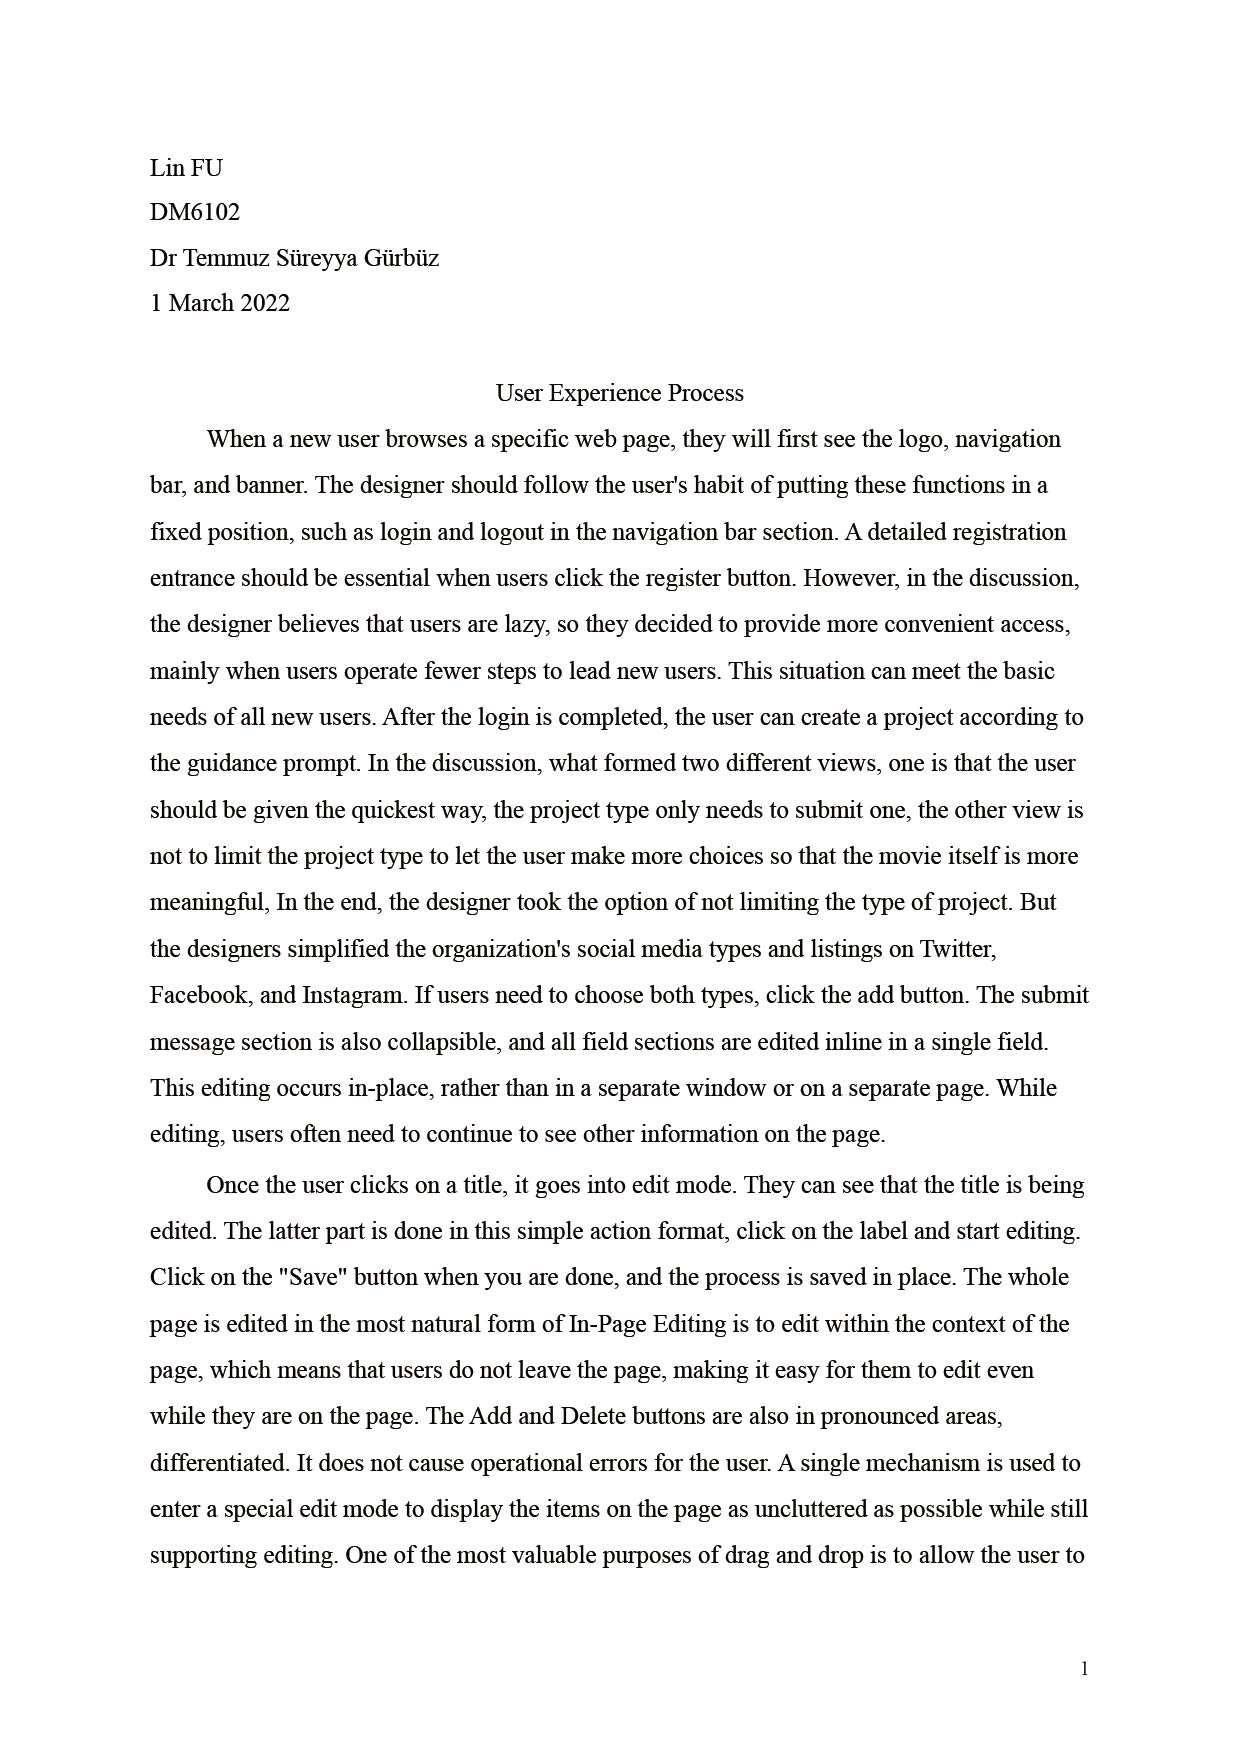 Lin FU
DM6102
Dr Temmuz Süreyya Gürbüz
1 March 2022
User Experience Process
When a new user browses a specific web page, they will first see the logo, navigation
bar, and banner. The designer should follow the user's habit of putting these functions in a
fixed position, such as login and logout in the navigation bar section. A detailed registration
entrance should be essential when users click the register button. However, in the discussion,
the designer believes that users are lazy, so they decided to provide more convenient access,
mainly when users operate fewer steps to lead new users. This situation can meet the basic
needs of all new users. After the login is completed, the user can create a project according to
the guidance prompt. In the discussion, what formed two different views, one is that the user
should be given the quickest way, the project type only needs to submit one, the other view is
not to limit the project type to let the user make more choices so that the movie itself is more
meaningful, In the end, the designer took the option of not limiting the type of project. But
the designers simplified the organization's social media types and listings on Twitter,
Facebook, and Instagram. If users need to choose both types, click the add button. The submit
message section is also collapsible, and all field sections are edited inline in a single field.
This editing occurs in-place, rather than in a separate window or on a separate page. While
editing, users often need to continue to see other information on the page.
Once the user clicks on a title, it goes into edit mode. They can see that the title is being
edited. The latter part is done in this simple action format, click on the label and start editing.
Click on the "Save" button when you are done, and the process is saved in place. The whole
page is edited in the most natural form of In-Page Editing is to edit within the context of the
page, which means that users do not leave the page, making it easy for them to edit even
while they are on the page. The Add and Delete buttons are also in pronounced areas,
differentiated. It does not cause operational errors for the user. A single mechanism is used to
enter a special edit mode to display the items on the page as uncluttered as possible while still
supporting editing. One of the most valuable purposes of drag and drop is to allow the user to
1